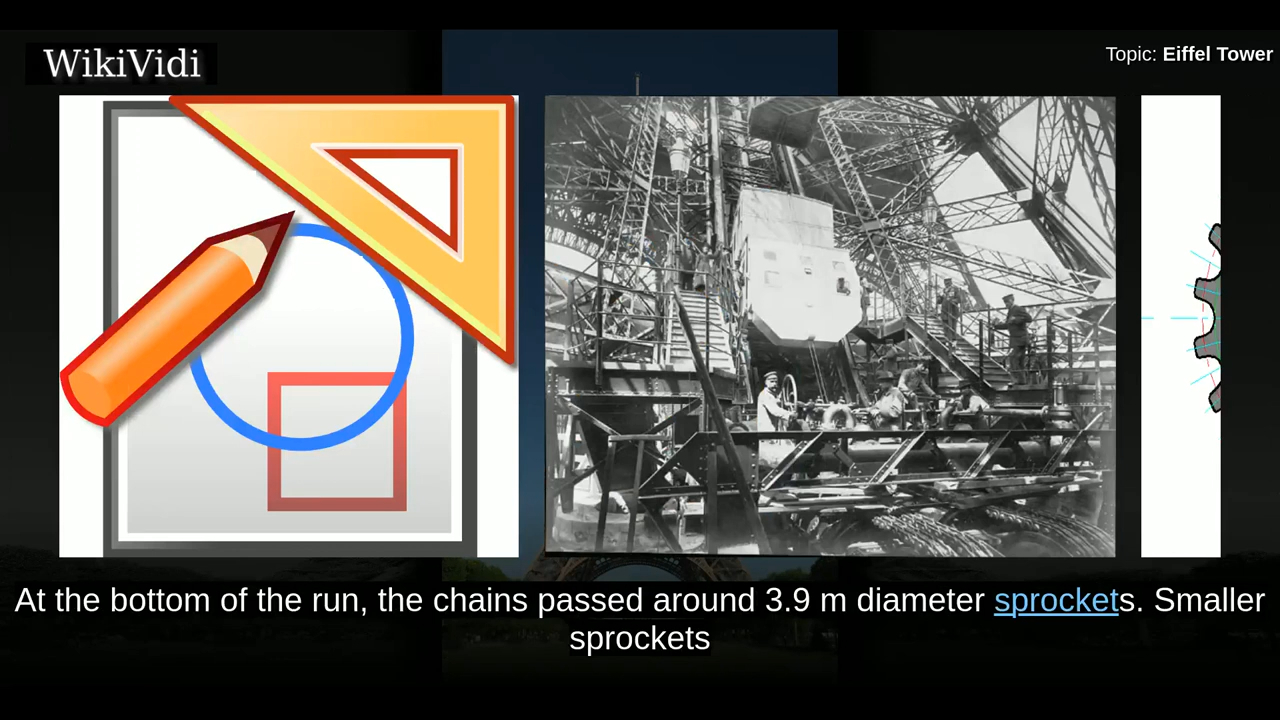 WikiVidi
Topic: Eiffel Tower
At the bottom of the run, the chains passed around 3.9 m diameter sprockets. Smaller
sprockets